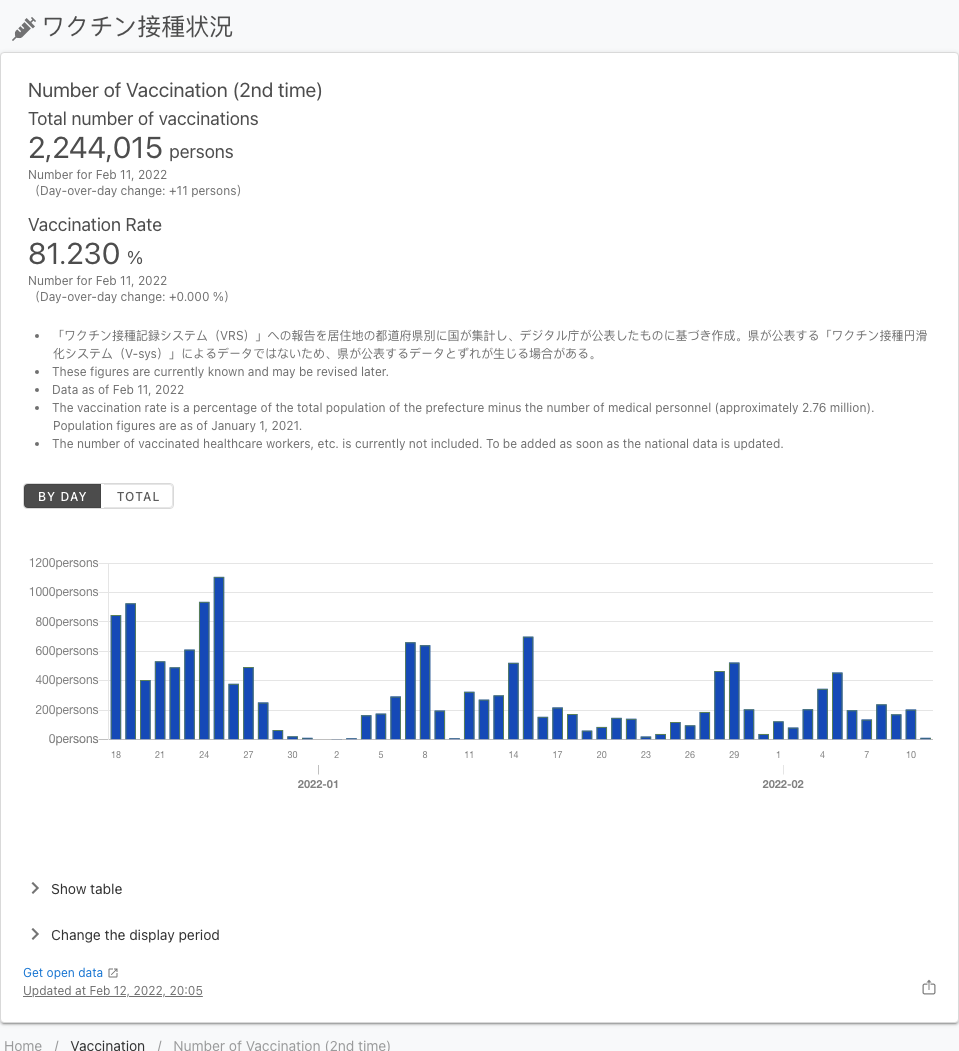 ワクチン接種状況
Number of Vaccination (2nd time)
Total number of vaccinations
2,244,015 persons
Number for Feb 11, 2022
(Day-over-day change: +11 persons)
Vaccination Rate
81.230 %
Number for Feb 11, 2022
(Day-over-day change: +0.000 %)
• 「ワクチン接種記録システム（VRS）」への報告を居住地の都道府県別に国が集計し、デジタル庁が公表したものに基づき作成。県が公表する「ワクチン接種円滑
化システム（V-sys）」によるデータではないため、県が公表するデータとずれが生じる場合がある。
• These figures are currently known and may be revised later.
• Data as of Feb 11, 2022
• The vaccination rate is a percentage of the total population of the prefecture minus the number of medical personnel (approximately 2.76 million).
Population figures are as of January 1, 2021.
• The number of vaccinated healthcare workers, etc. is currently not included. To be added as soon as the national data is updated.
BY DAY TOTAL
1200persons
1000persons
800persons
600persons
400persons
200persons
0persons
18 21 24 27 30 2 5 8 11 14 17 20 23 26 29 1 4 7 10
2022-01 2022-02
Show table
Change the display period
Get open data
Updated at Feb 12, 2022, 20:05
Home / Vaccination / Number of Vaccination (2nd time)